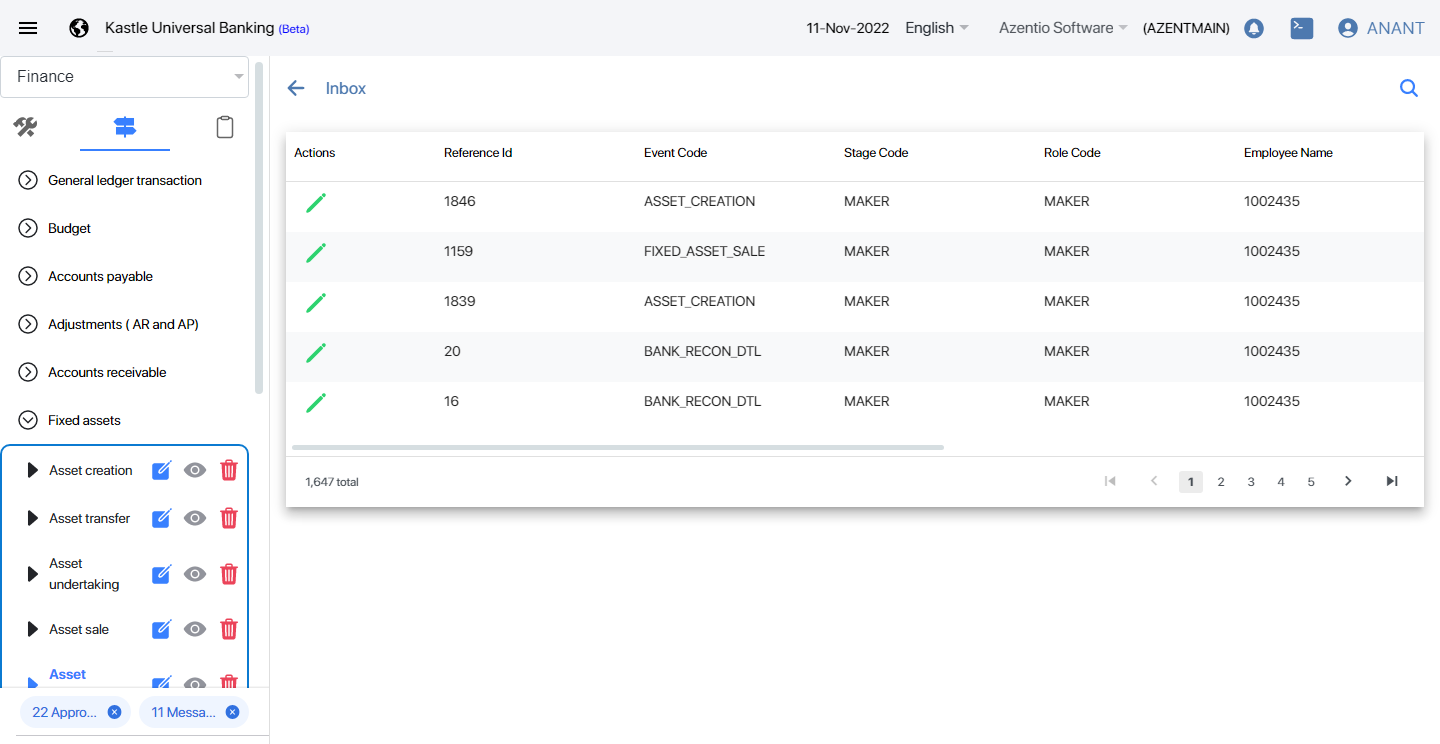 Kastle Universal Banking (Beta)
11-Nov-2022 English Azentio Software (AZENTMAIN) ANANT
Finance
General ledger transaction
Budget
Accounts payable
Adjustments ( AR and AP)
Accounts receivable
Fixed assets
Asset creation
Asset transfer
Asset
undertaking
Asset sale
Asset
22 Appro...
11 Messa...
Inbox
Actions Reference Id Event Code Stage Code Role Code Employee Name
1846 ASSET_CREATION MAKER MAKER 1002435
1159 FIXED_ASSET_SALE MAKER MAKER 1002435
1839 ASSET_CREATION MAKER MAKER 1002435
20 BANK_RECON_DTL MAKER MAKER 1002435
16 BANK_RECON_DTL MAKER MAKER 1002435
1,647 total
1 2 3 4 5